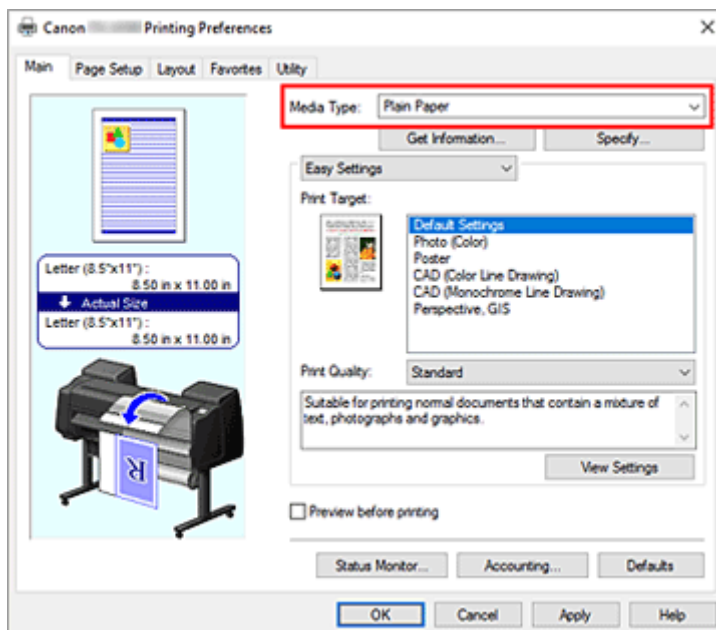 Canon Printing Preferences
Main Page Setup Layout Favorites Utility
Media Type: Plain Paper
Get Information... Specify...
Easy Settings
Print Target:
Default Settings
Photo (Color)
Poster
CAD (Color Line Drawing)
CAD (Monochrome Line Drawing)
Perspective, GIS
Letter (8.5"x11") :
8.50 in x 11.00 in
Actual Size
Letter (8.5"x11") :
8.50 in x 11.00 in
Print Quality: Standard
Suitable for printing normal documents that contain a mixture of
text, photographs and graphics.
View Settings
R
Preview before printing
Status Monitor... Accounting... Defaults
OK Cancel Apply Help